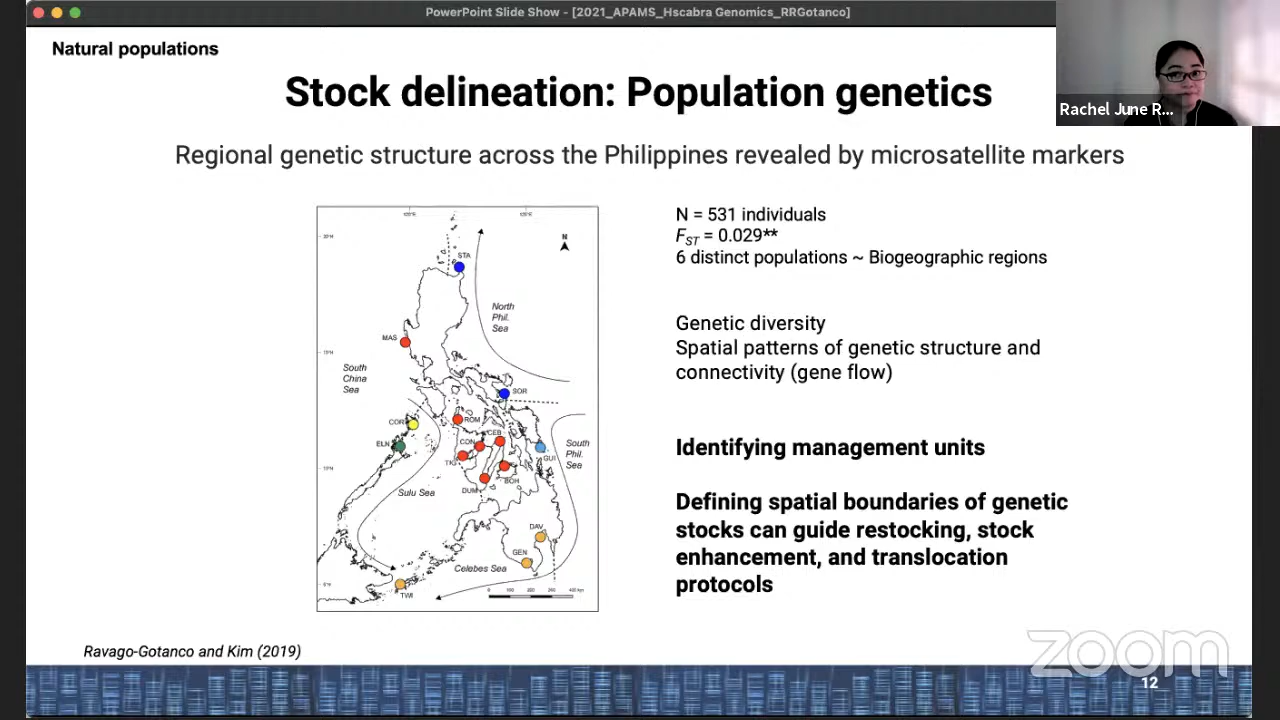 PowerPoint Slide Show - [2021_APAMS_Hscabra Genomics_RRGotanco]
Natural populations
Rachel June R...
Stock delineation: Population genetics
Regional genetic structure across the Philippines revealed by microsatellite markers
N = 531 individuals
FST = 0.029**
6 distinct populations ~ Biogeographic regions
Genetic diversity
Spatial patterns of genetic structure and
connectivity (gene flow)
Identifying management units
Defining spatial boundaries of genetic
stocks can guide restocking, stock
enhancement, and translocation
protocols
N
STA
North
Phil.
Sea
MAS
15°N
South
China
Sea
SOR
COR
ROM
CEB
CON
ELN
South
Phil.
Sea
GUI
TKI
10°N
BOH
DUM
Sulu Sea
DAV
GEN
Celebes Sea
TWI
Ravago-Gotanco and Kim (2019)
zoom
12